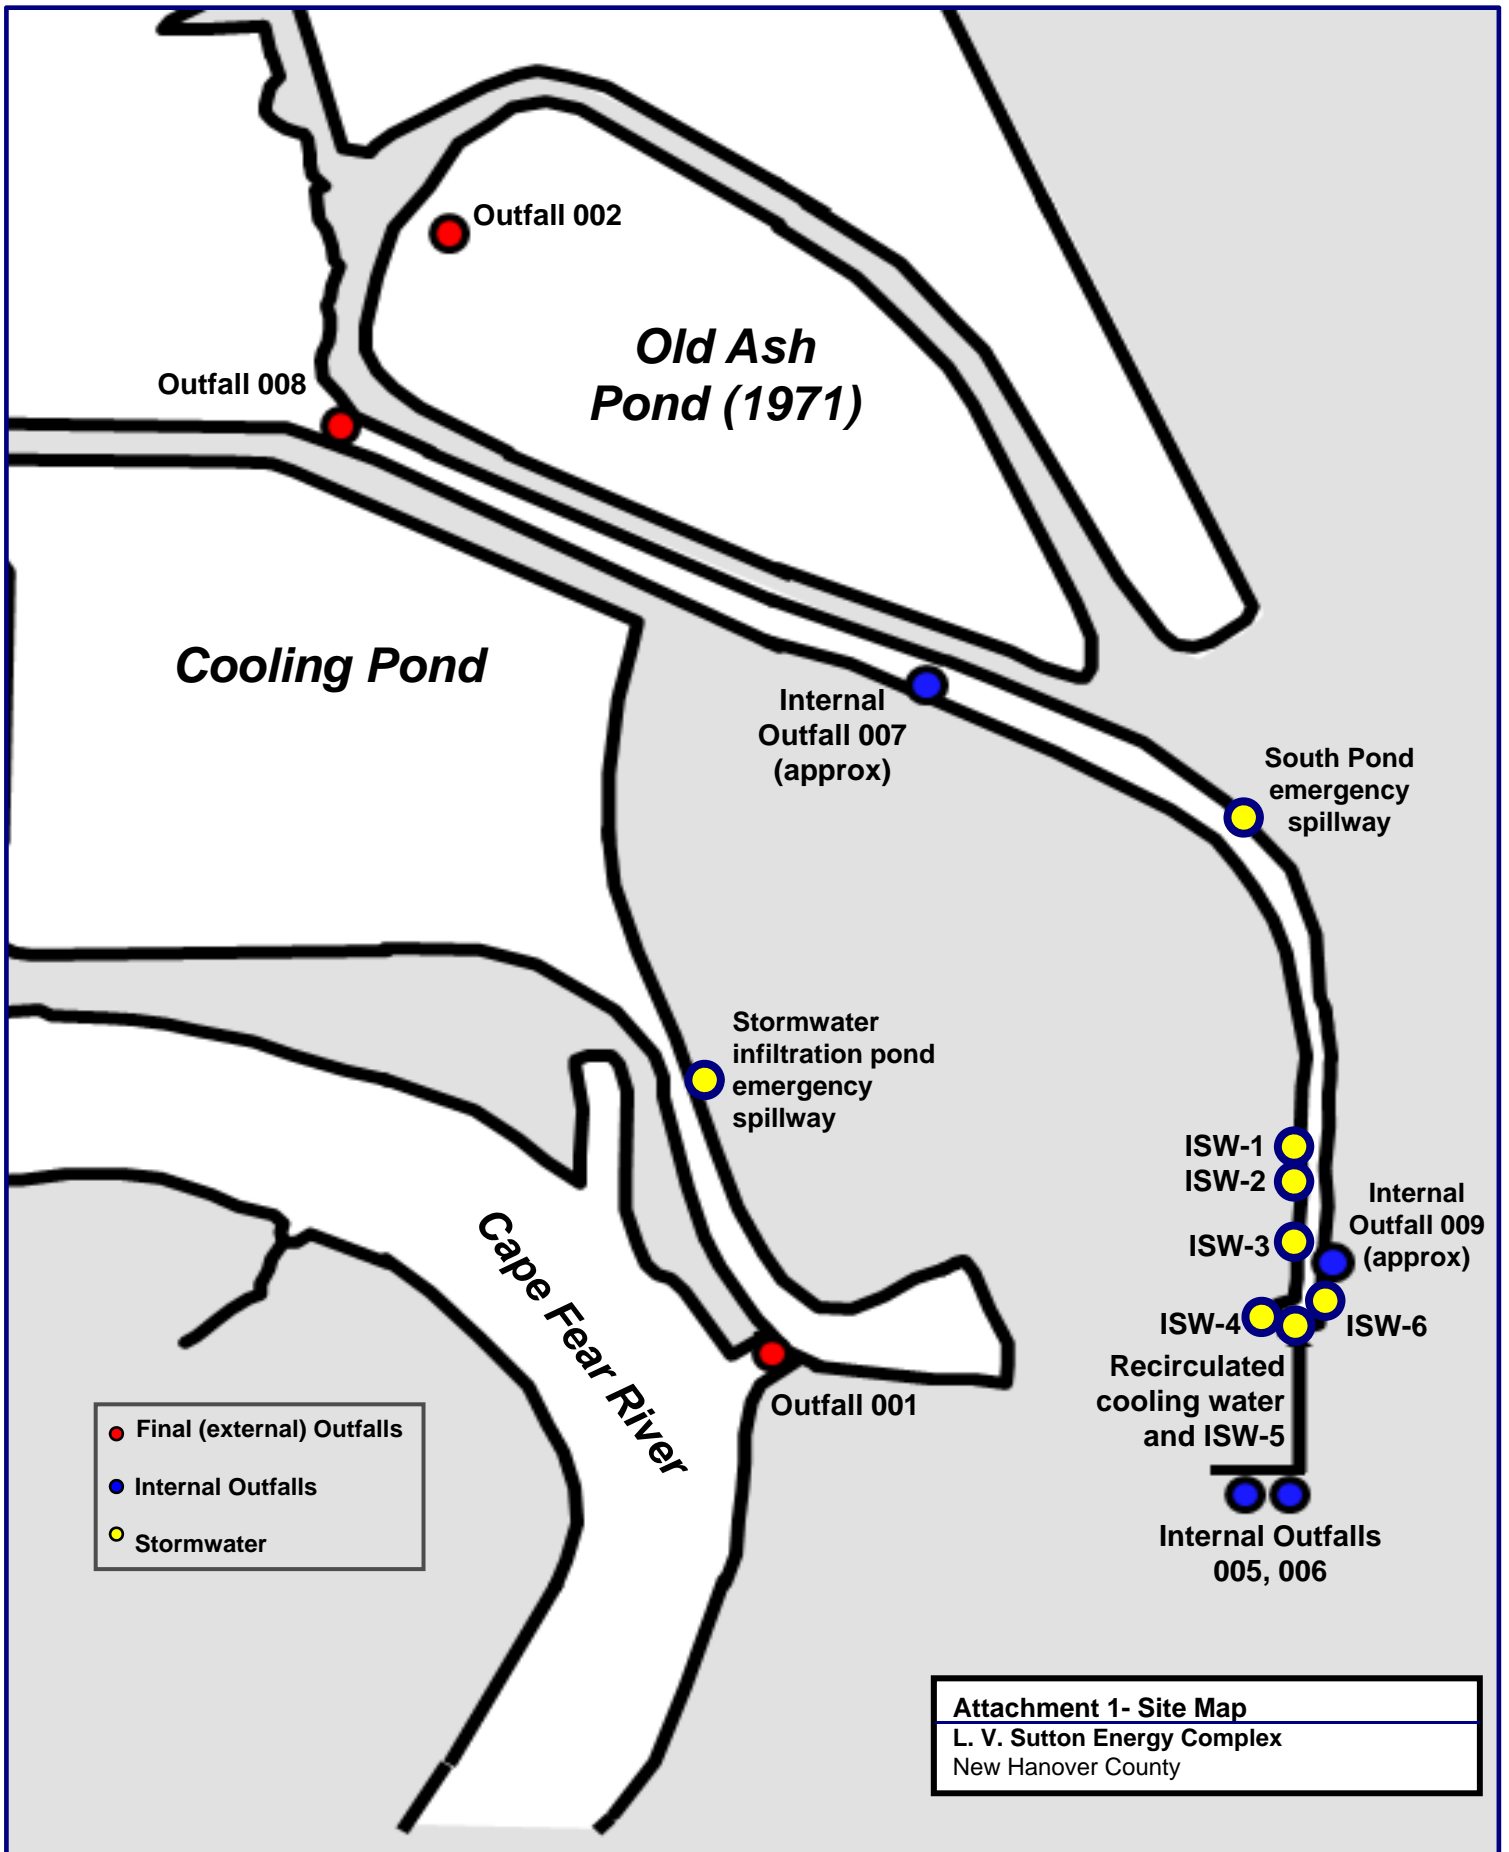 Outfall 002
Old Ash
Pond (1971)
Outfall 008
Cooling Pond
Internal
Outfall 007
(approx)
South Pond
emergency
spillway
Stormwater
infiltration pond
emergency
spillway
ISW-1
ISW-2
Internal
Outfall 009
(approx)
ISW-3
ISW-4
ISW-6
Recirculated
cooling water
and ISW-5
Cape Fear River
Outfall 001
Final (external) Outfalls
Internal Outfalls
Stormwater
Internal Outfalls
005, 006
Attachment 1- Site Map
L. V. Sutton Energy Complex
New Hanover County